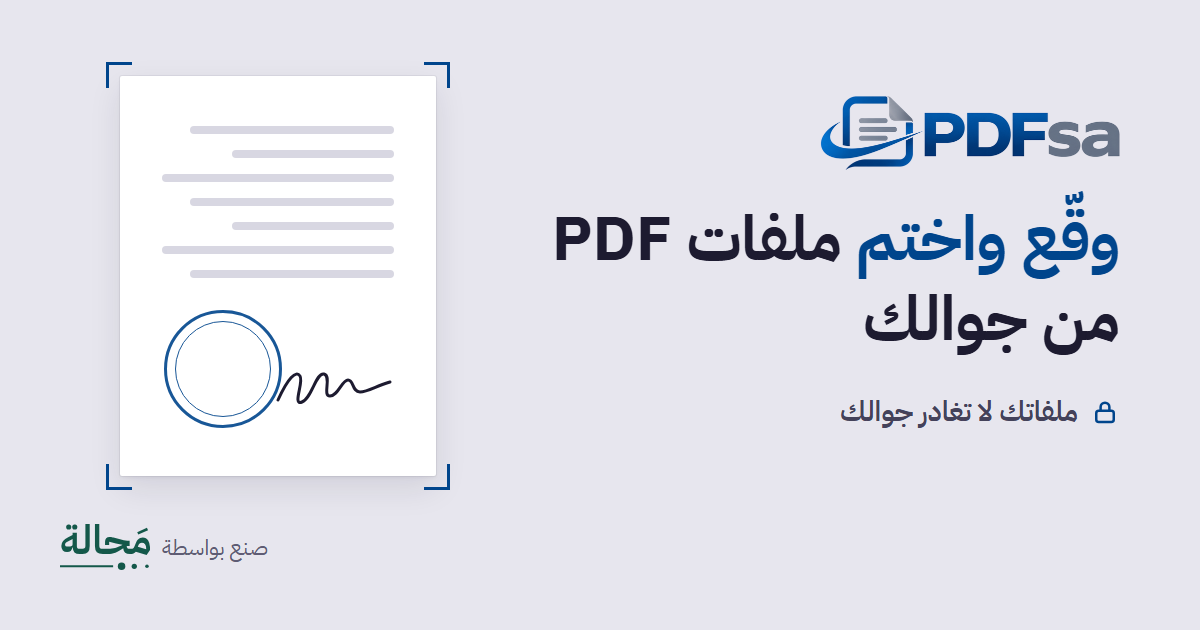 PDFsa
وقّع واختم ملفات PDF
من جوالك
ملفاتك لا تغادر جوالك
صنع بواسطة مَجالة